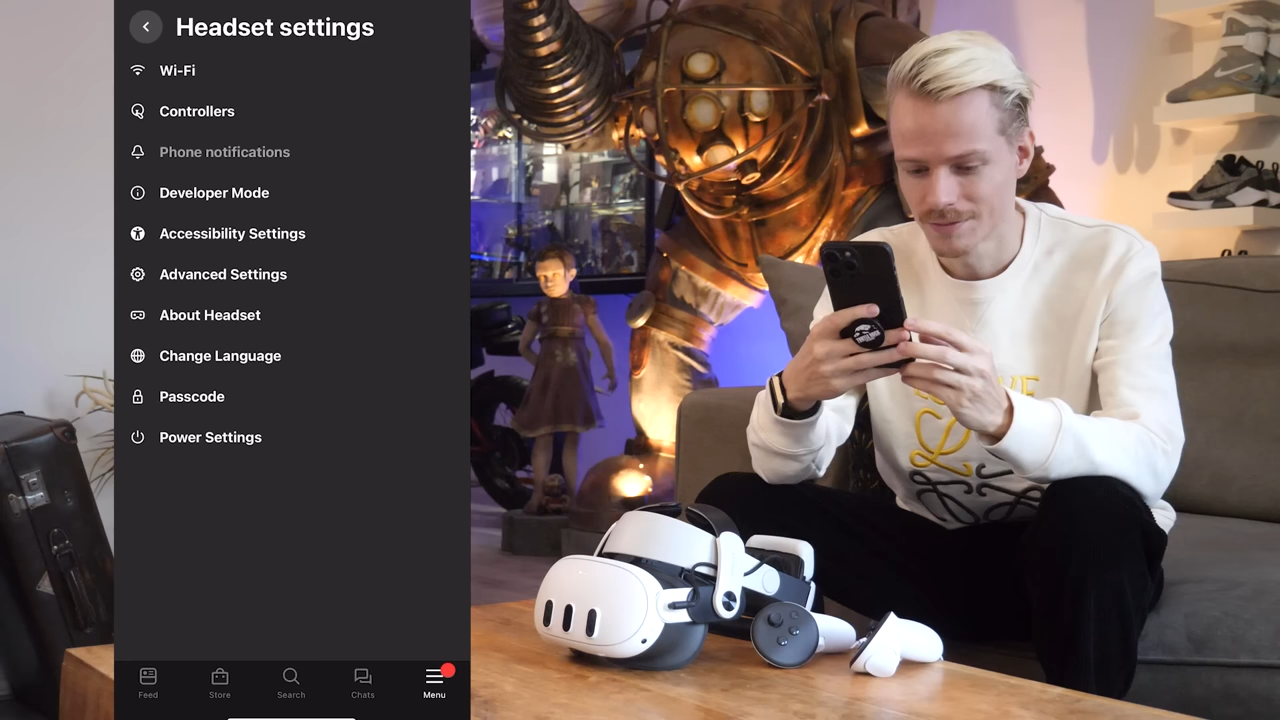 Headset settings
Wi-Fi
Controllers
Phone notifications
Developer Mode
Accessibility Settings
Advanced Settings
About Headset
Change Language
Passcode
Power Settings
Feed
Store
Search
Chats
Menu